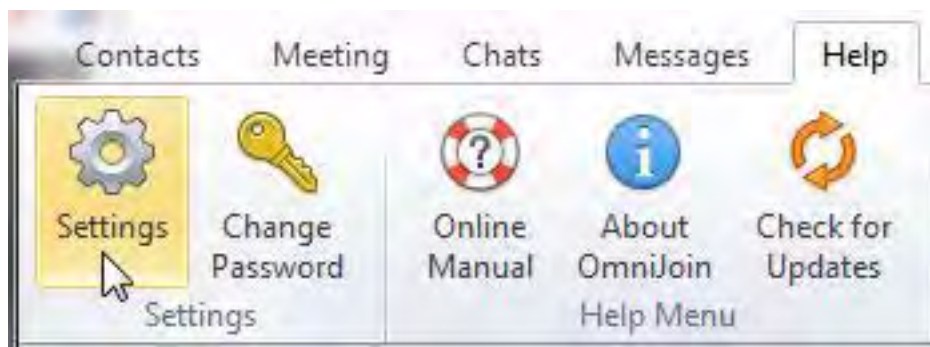 Contacts Meeting Chats Messages Help
Settings Change Password Online Manual About OmniJoin Check for Updates
Settings Help Menu